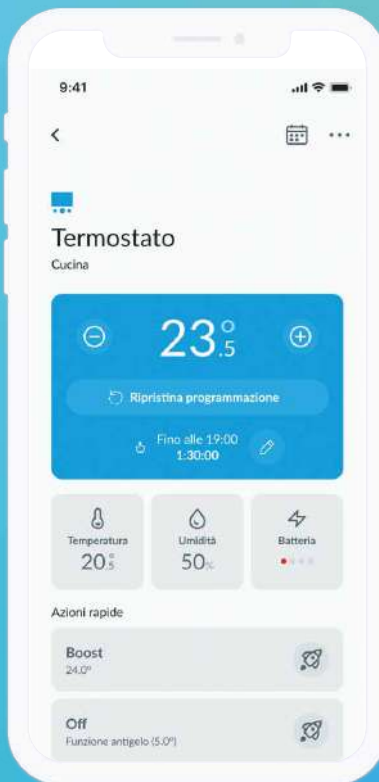 9:41
Termostato
Cucina
23°.5
Ripristina programmazione
Fino alle 19:00
1:30:00
Temperatura
20°5
Umidità
50%
Batteria
Azioni rapide
Boost
24.0°
Off
Funzione antigelo (5.0°)